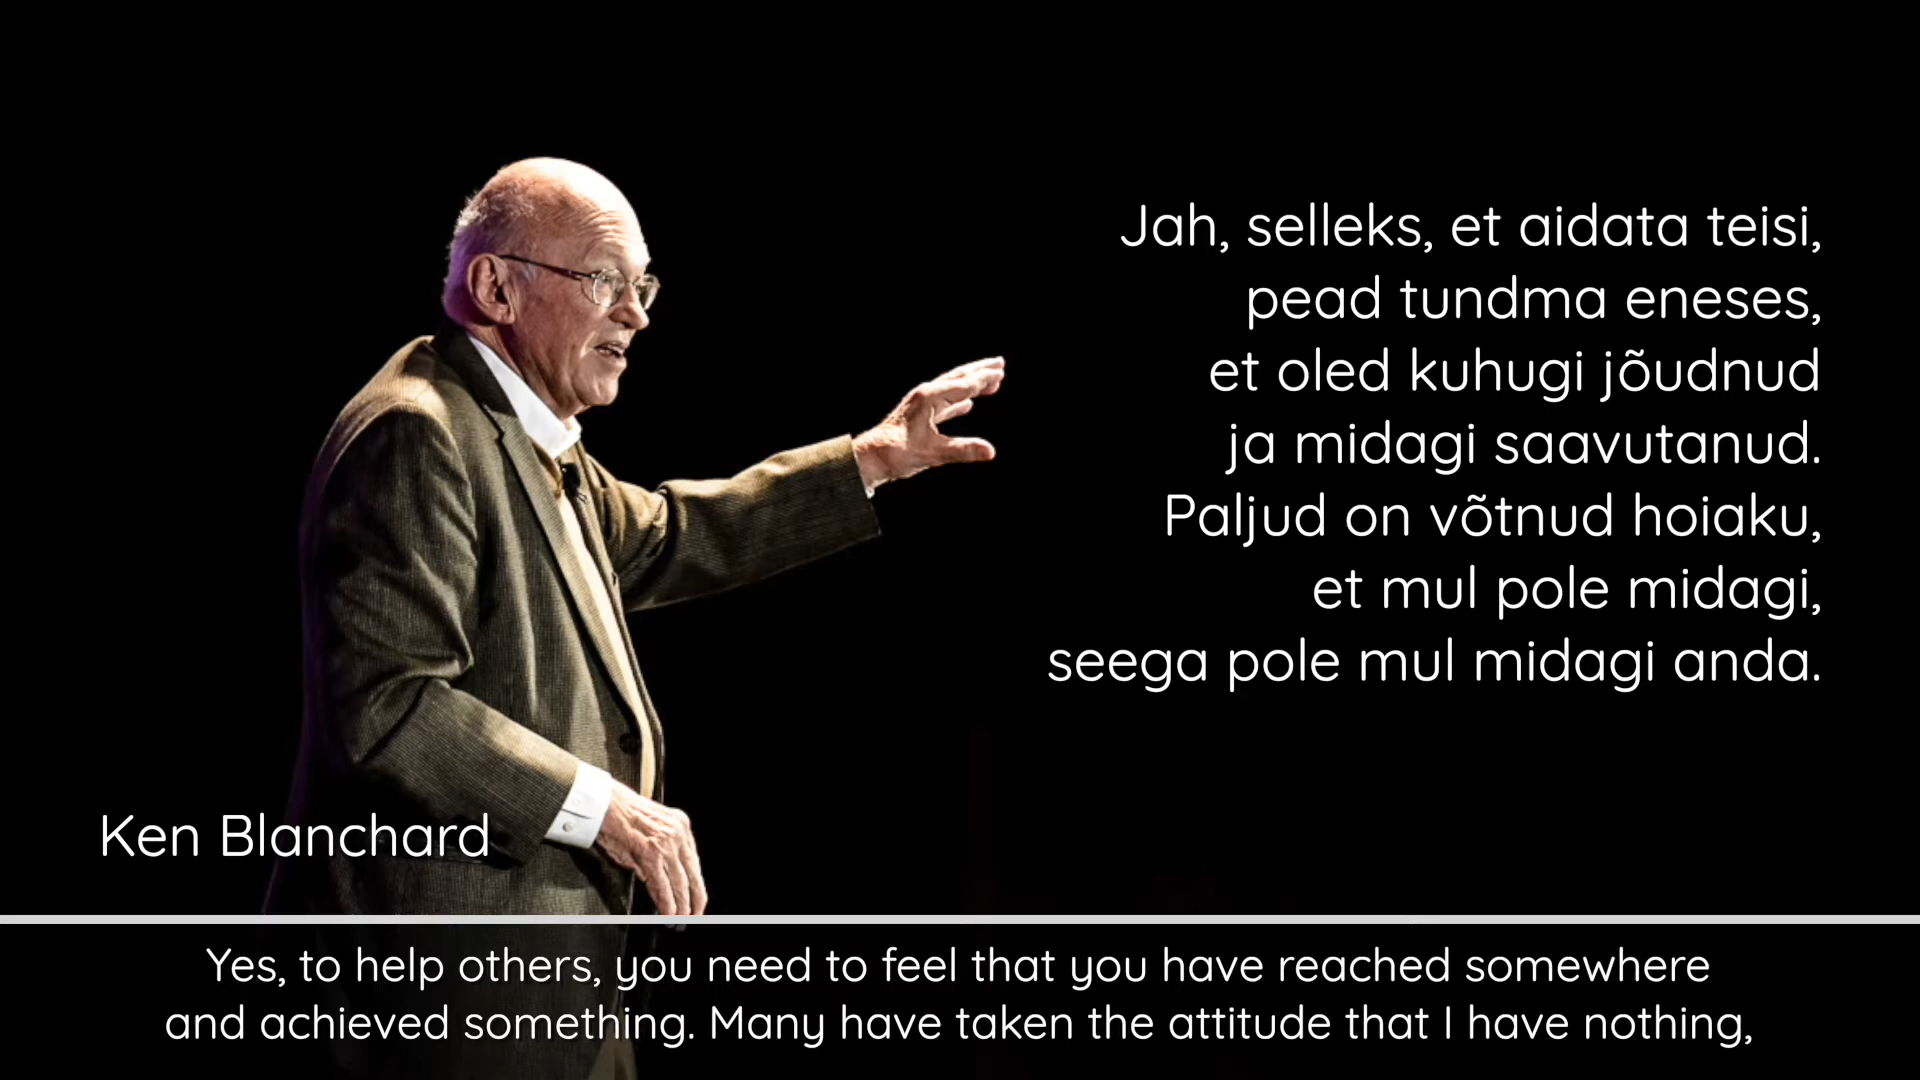 Jah, selleks, et aidata teisi,
pead tundma eneses,
et oled kuhugi jõudnud
ja midagi saavutanud.
Paljud on võtnud hoiaku,
et mul pole midagi,
seega pole mul midagi anda.
Ken Blanchard
Yes, to help others, you need to feel that you have reached somewhere
and achieved something. Many have taken the attitude that I have nothing,